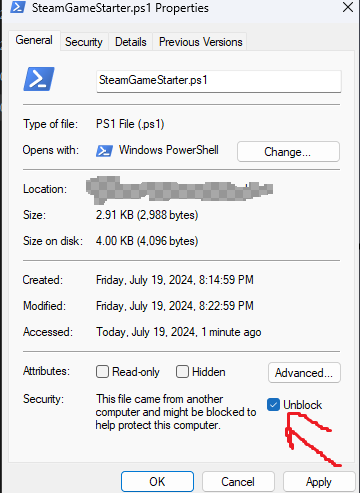 SteamGameStarter.ps1 Properties
General Security Details Previous Versions
SteamGameStarter.ps1
Type of file: PS1 File (.ps1)
Opens with: Windows PowerShell Change...
Location:
Size: 2.91 KB (2,988 bytes)
Size on disk: 4.00 KB (4,096 bytes)
Created: Friday, July 19, 2024, 8:14:59 PM
Modified: Friday, July 19, 2024, 8:22:59 PM
Accessed: Today, July 19, 2024, 1 minute ago
Attributes: Read-only Hidden Advanced...
Security: This file came from another Unblock
computer and might be blocked to
help protect this computer.
OK Cancel Apply